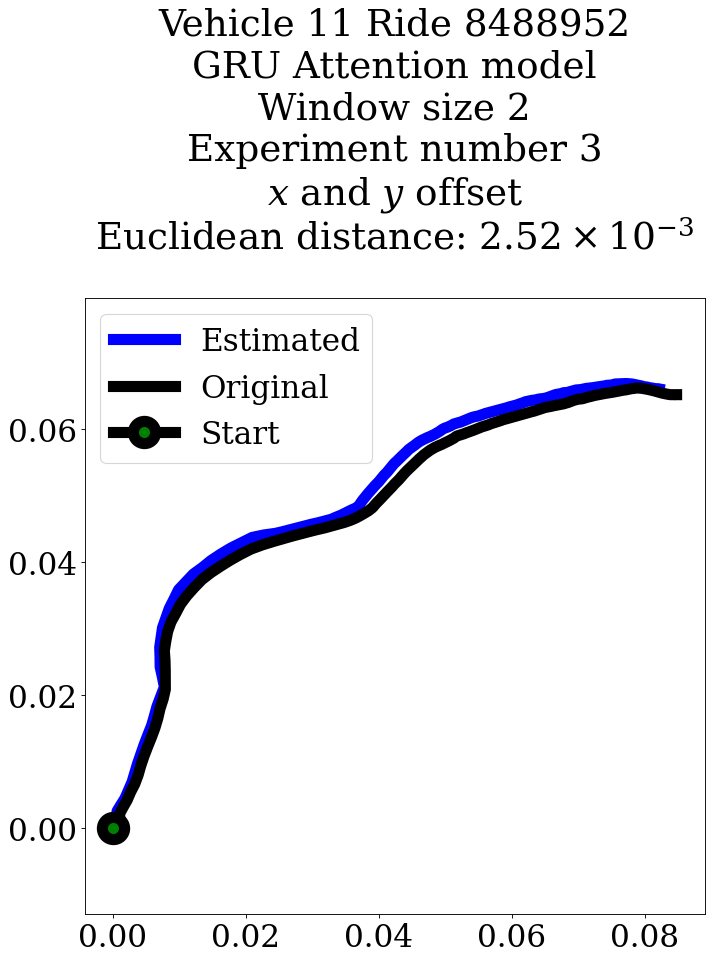 Vehicle 11 Ride 8488952
GRU Attention model
Window size 2
Experiment number 3
x and y offset
Euclidean distance: 2.52 × 10⁻³
Estimated
Original
Start
0.06
0.04
0.02
0.00
0.00 0.02 0.04 0.06 0.08